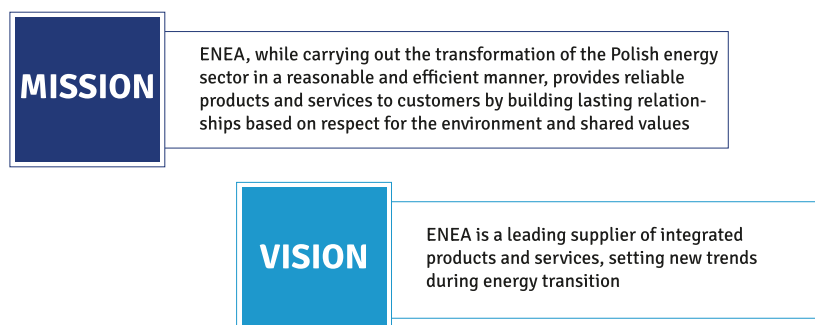 MISSION
ENEA, while carrying out the transformation of the Polish energy
sector in a reasonable and efficient manner, provides reliable
products and services to customers by building lasting relation-
ships based on respect for the environment and shared values
VISION
ENEA is a leading supplier of integrated
products and services, setting new trends
during energy transition